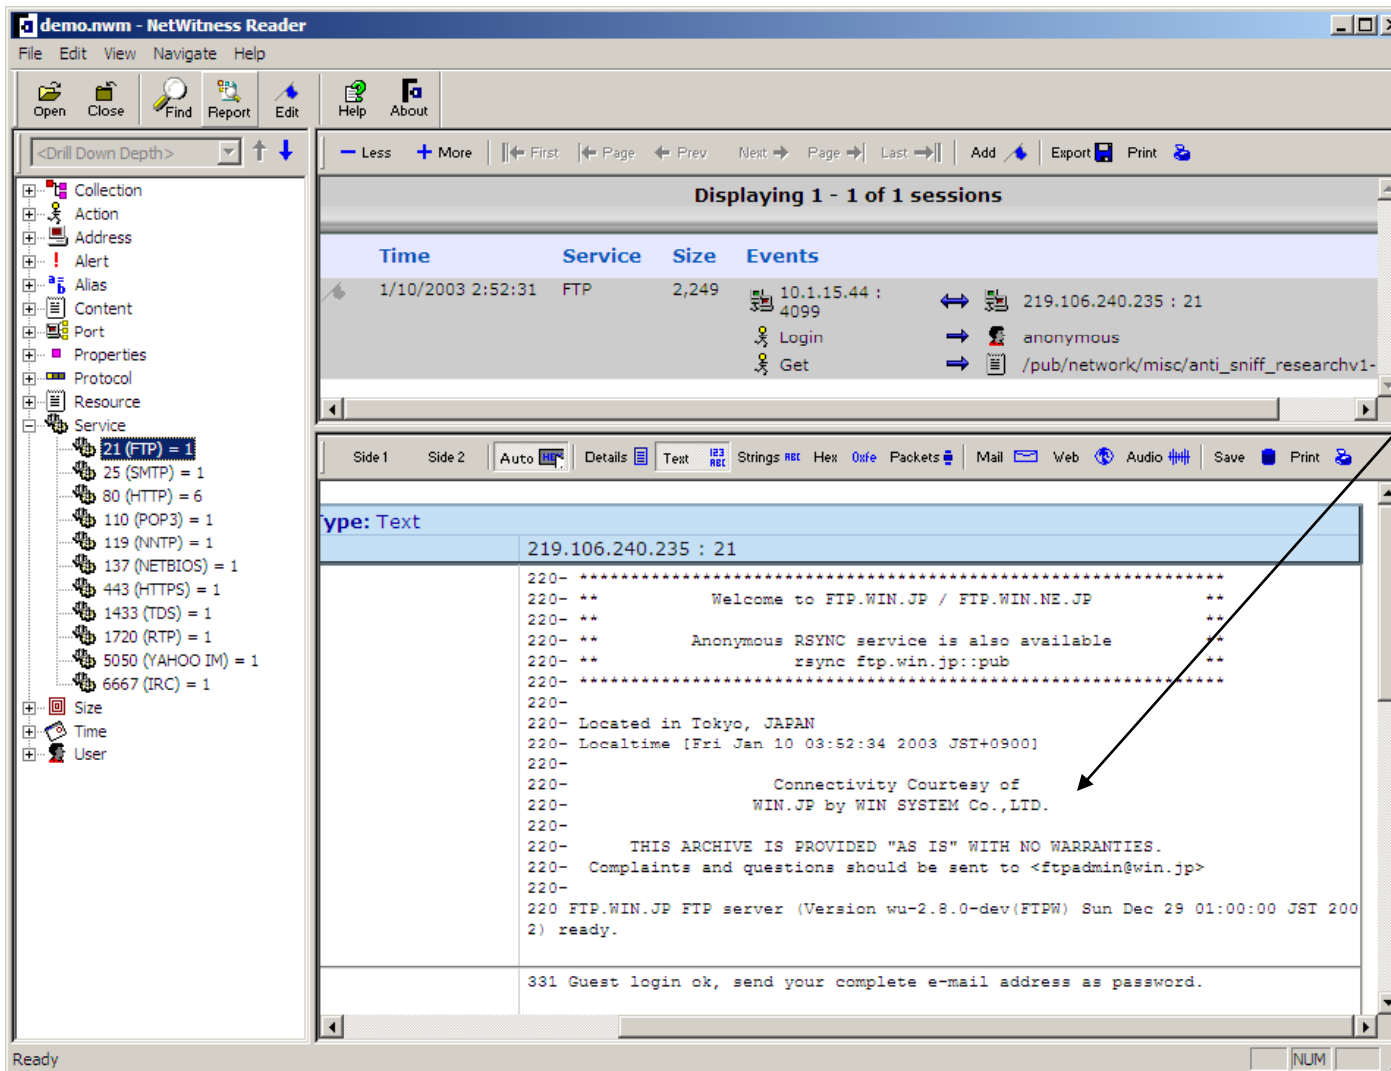 demo.nwm - NetWitness Reader
File Edit View Navigate Help
Open Close Find Report Edit Help About
<Drill Down Depth>
Less More First Page Prev Next Page Last Add Export Print
Collection
Action
Address
Alert
Alias
Content
Port
Properties
Protocol
Resource
Service
21 (FTP) = 1
25 (SMTP) = 1
80 (HTTP) = 6
110 (POP3) = 1
119 (NNTP) = 1
137 (NETBIOS) = 1
443 (HTTPS) = 1
1433 (TDS) = 1
1720 (RTP) = 1
5050 (YAHOO IM) = 1
6667 (IRC) = 1
Size
Time
User
Displaying 1 - 1 of 1 sessions
Time Service Size Events
1/10/2003 2:52:31 FTP 2,249 10.1.15.44 : 4099 219.106.240.235 : 21
Login anonymous
Get /pub/network/misc/anti_sniff_researchv1-
Side 1 Side 2 Auto Details Text Strings Hex Packets Mail Web Audio Save Print
Type: Text
219.106.240.235 : 21
220- ***************************************************************
220- ** Welcome to FTP.WIN.JP / FTP.WIN.NE.JP **
220- ** **
220- ** Anonymous RSYNC service is also available **
220- ** rsync ftp.win.jp::pub **
220- ***************************************************************
220-
220- Located in Tokyo, JAPAN
220- Localtime [Fri Jan 10 03:52:34 2003 JST+0900]
220-
220- Connectivity Courtesy of
220- WIN.JP by WIN SYSTEM Co.,LTD.
220-
220- THIS ARCHIVE IS PROVIDED "AS IS" WITH NO WARRANTIES.
220- Complaints and questions should be sent to <ftpadmin@win.jp>
220-
220 FTP.WIN.JP FTP server (Version wu-2.8.0-dev(FTPW) Sun Dec 29 01:00:00 JST 200
2) ready.
331 Guest login ok, send your complete e-mail address as password.
Ready NUM